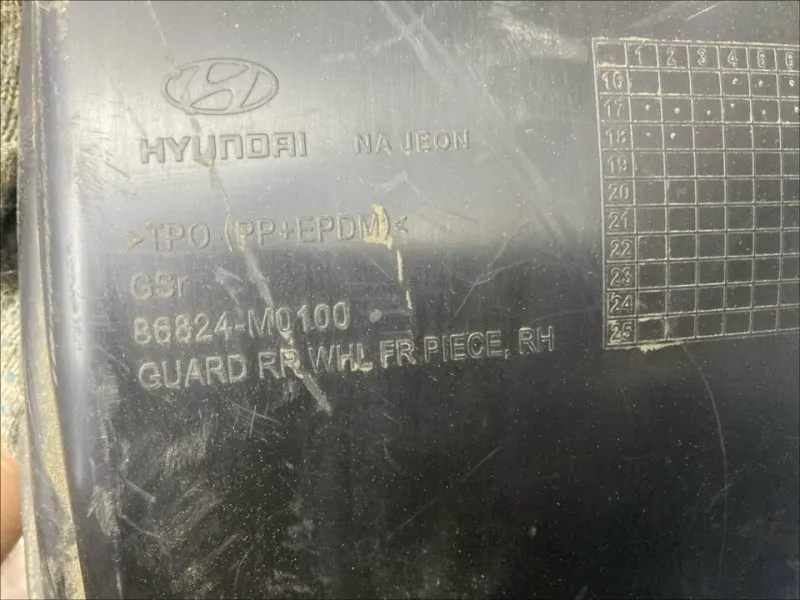 HYUNDAI NA JEON
>TPO (PP+EPDM)<
GSr
86824-M0100
GUARD RR WHL FR PIECE, RH
1 2 3 4 5 6
16
17
18
19
20
21
22
23
24
25